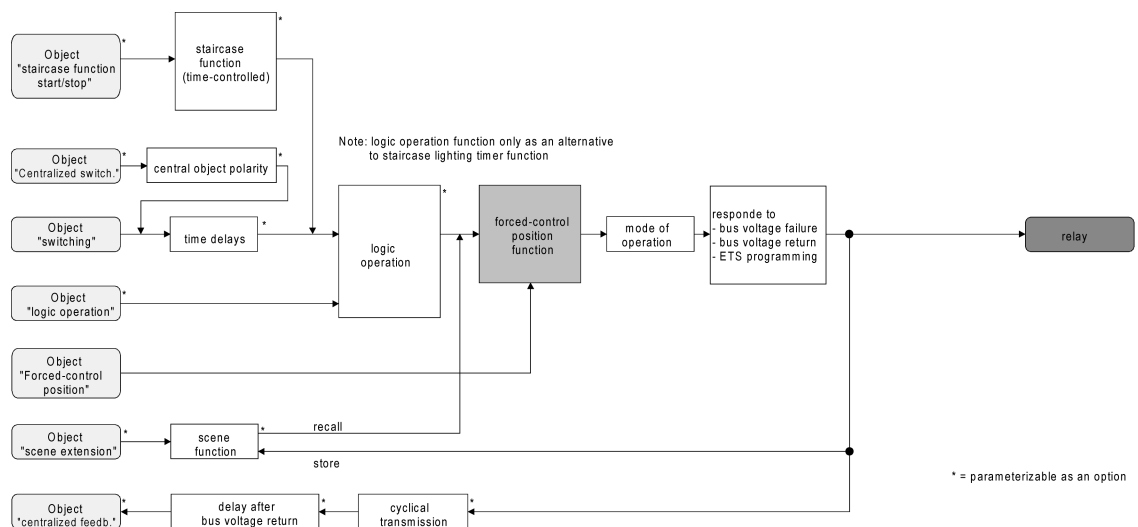 Object
"staircase function
start/stop"
*
staircase
function
(time-controlled)
*
Note: logic operation function only as an alternative
to staircase lighting timer function
Object
"Centralized switch."
*
central object polarity
*
Object
"switching"
time delays
*
logic
operation
*
forced-control
position
function
mode of
operation
responde to
- bus voltage failure
- bus voltage return
- ETS programming
relay
Object
"logic operation"
*
Object
"Forced-control
position"
Object
"scene extension"
*
scene
function
*
recall
store
* = parameterizable as an option
Object
"centralized feedb."
*
delay after
bus voltage return
*
cyclical
transmission
*